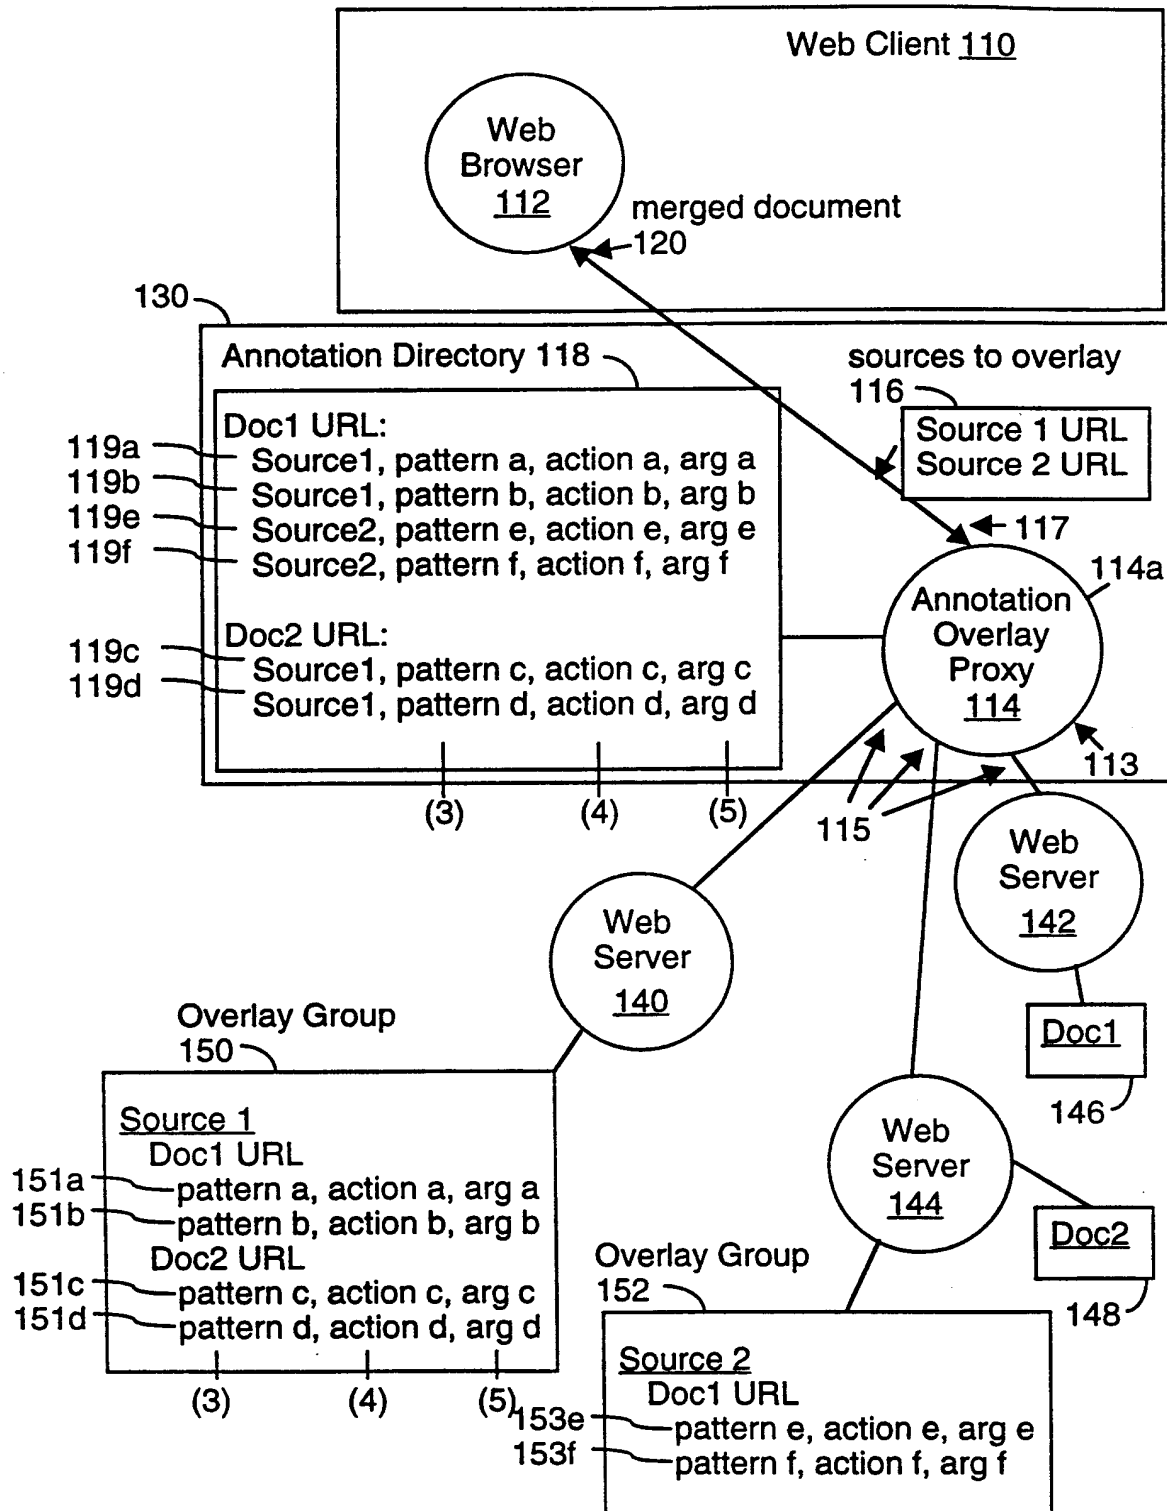 Web Client 110
Web
Browser
112
merged document
120
130
Annotation Directory 118
sources to overlay
116
Source 1 URL
Source 2 URL
Doc1 URL:
119a
Source1, pattern a, action a, arg a
119b
Source1, pattern b, action b, arg b
119e
Source2, pattern e, action e, arg e
119f
Source2, pattern f, action f, arg f
117
114a
Annotation
Overlay
Proxy
114
Doc2 URL:
119c
Source1, pattern c, action c, arg c
119d
Source1, pattern d, action d, arg d
113
(3) (4) (5)
115
Web
Server
142
Web
Server
140
Doc1
146
Overlay Group
150
Source 1
Doc1 URL
151a
pattern a, action a, arg a
151b
pattern b, action b, arg b
Doc2 URL
151c
pattern c, action c, arg c
151d
pattern d, action d, arg d
(3) (4) (5)
Web
Server
144
Doc2
148
Overlay Group
152
Source 2
Doc1 URL
153e
pattern e, action e, arg e
153f
pattern f, action f, arg f